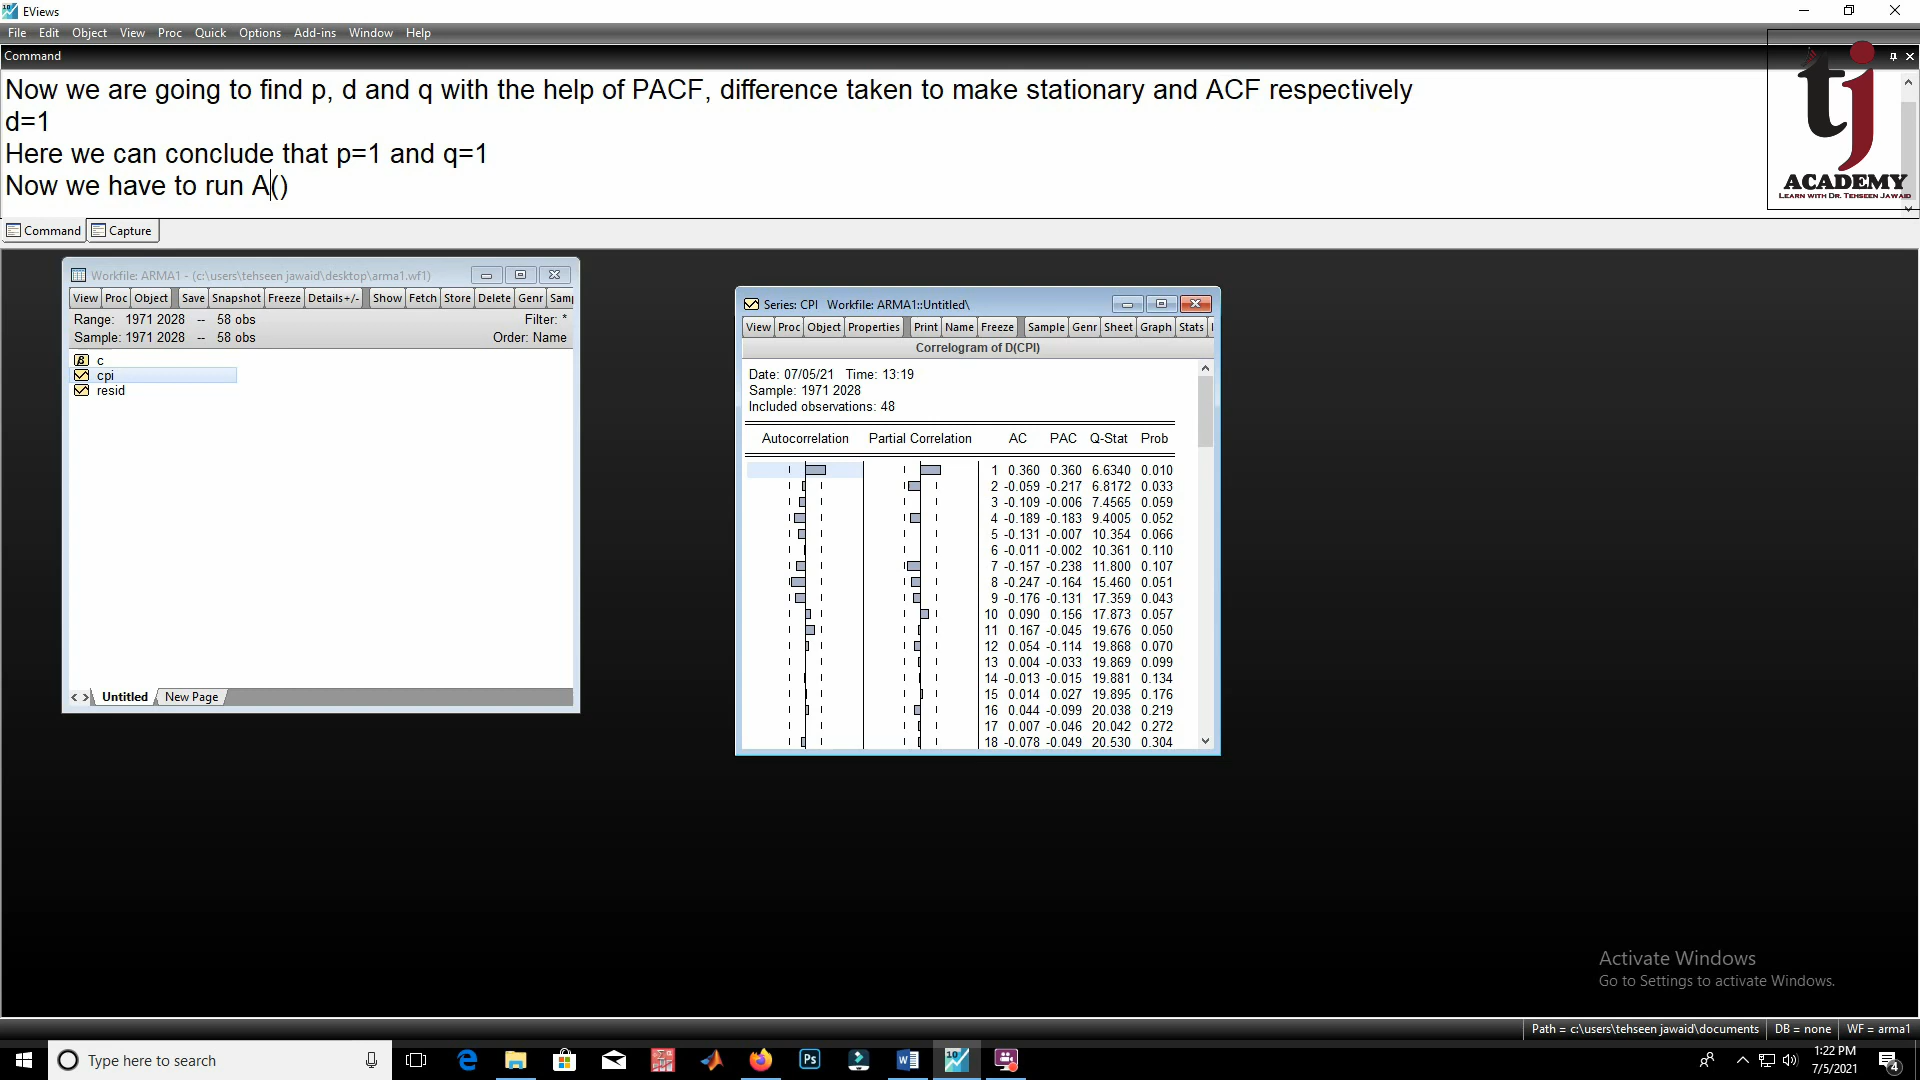 EViews
File Edit Object View Proc Quick Options Add-ins Window Help
Command
Now we are going to find p, d and q with the help of PACF, difference taken to make stationary and ACF respectively
d=1
Here we can conclude that p=1 and q=1
Now we have to run A()
tj
ACADEMY
LEARN WITH DR. TEHSEEN JAWAID
Command Capture
Workfile: ARMA1 - (c:\users\tehseen jawaid\desktop\arma1.wf1)
View Proc Object Save Snapshot Freeze Details+/- Show Fetch Store Delete Genr Samp
Range: 1971 2028 -- 58 obs Filter: *
Sample: 1971 2028 -- 58 obs Order: Name
c
cpi
resid
< > Untitled New Page
Series: CPI Workfile: ARMA1::Untitled\
View Proc Object Properties Print Name Freeze Sample Genr Sheet Graph Stats
Correlogram of D(CPI)
Date: 07/05/21 Time: 13:19
Sample: 1971 2028
Included observations: 48
Autocorrelation Partial Correlation AC PAC Q-Stat Prob
1 0.360 0.360 6.6340 0.010
2 -0.059 -0.217 6.8172 0.033
3 -0.109 -0.006 7.4565 0.059
4 -0.189 -0.183 9.4005 0.052
5 -0.131 -0.007 10.354 0.066
6 -0.011 -0.002 10.361 0.110
7 -0.157 -0.238 11.800 0.107
8 -0.247 -0.164 15.460 0.051
9 -0.176 -0.131 17.359 0.043
10 0.090 0.156 17.873 0.057
11 0.167 -0.045 19.676 0.050
12 0.054 -0.114 19.868 0.070
13 0.004 -0.033 19.869 0.099
14 -0.013 -0.015 19.881 0.134
15 0.014 0.027 19.895 0.176
16 0.044 -0.099 20.038 0.219
17 0.007 -0.046 20.042 0.272
18 -0.078 -0.049 20.530 0.304
Activate Windows
Go to Settings to activate Windows.
Path = c:\users\tehseen jawaid\documents DB = none WF = arma1
Type here to search
Ps
10
1:22 PM
7/5/2021
4